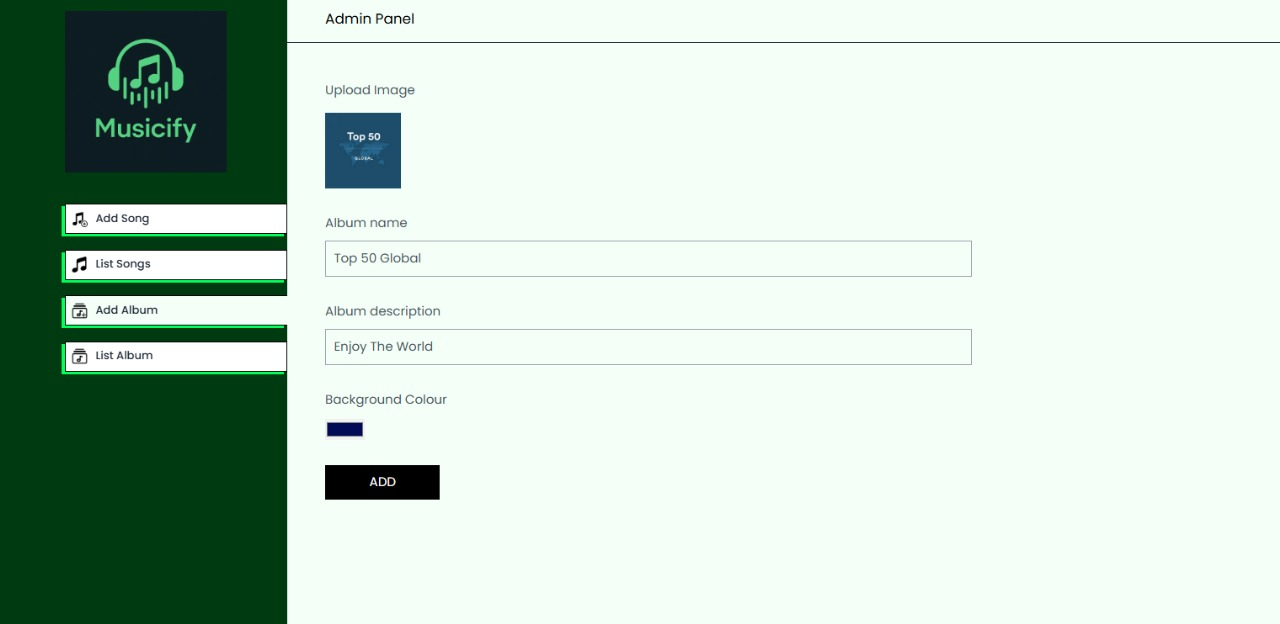 Musicify
Add Song
List Songs
Add Album
List Album
Admin Panel
Upload Image
Top 50
GLOBAL
Album name
Top 50 Global
Album description
Enjoy The World
Background Colour
ADD